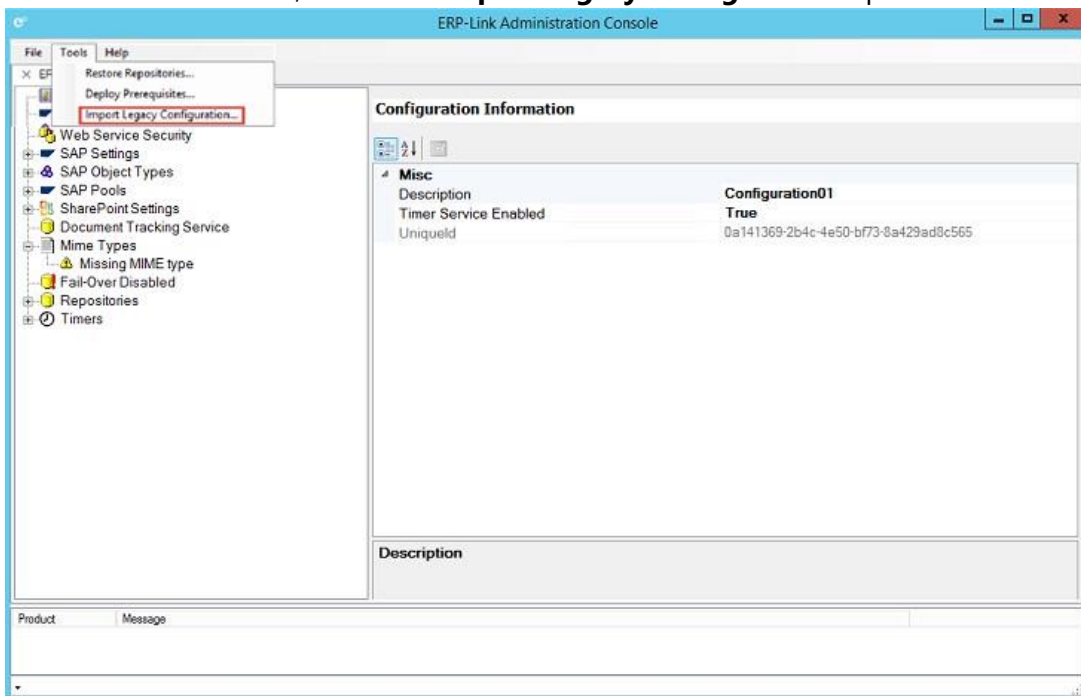 ERP-Link Administration Console
File Tools Help
Restore Repositories...
Deploy Prerequisites...
Import Legacy Configuration...
Web Service Security
SAP Settings
SAP Object Types
SAP Pools
SharePoint Settings
Document Tracking Service
Mime Types
Missing MIME type
Fail-Over Disabled
Repositories
Timers
Configuration Information
Misc
Description Configuration01
Timer Service Enabled True
UniqueId 0a141369-2b4c-4e50-bf73-8a429ad8c565
Description
Product Message